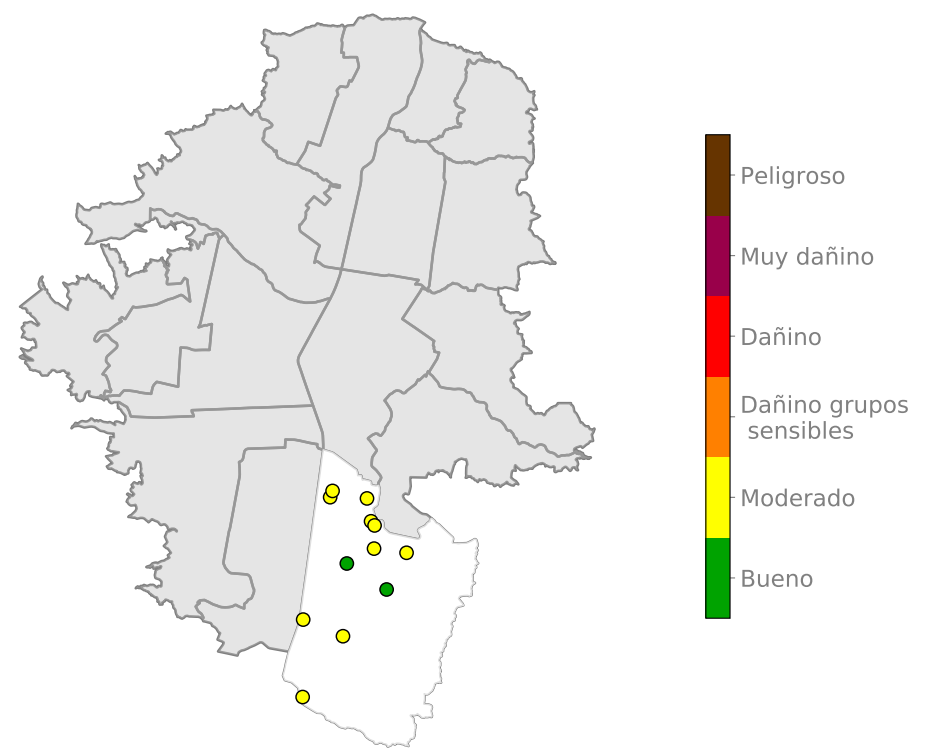 Peligroso
Muy dañino
Dañino
Dañino grupos
sensibles
Moderado
Bueno